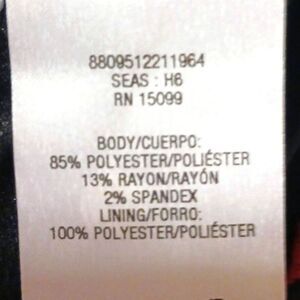 8809512211964
SEAS : H6
RN 15099
BODY/CUERPO:
85% POLYESTER/POLIÉSTER
13% RAYON/RAYÓN
2% SPANDEX
LINING/FORRO:
100% POLYESTER/POLIÉSTER